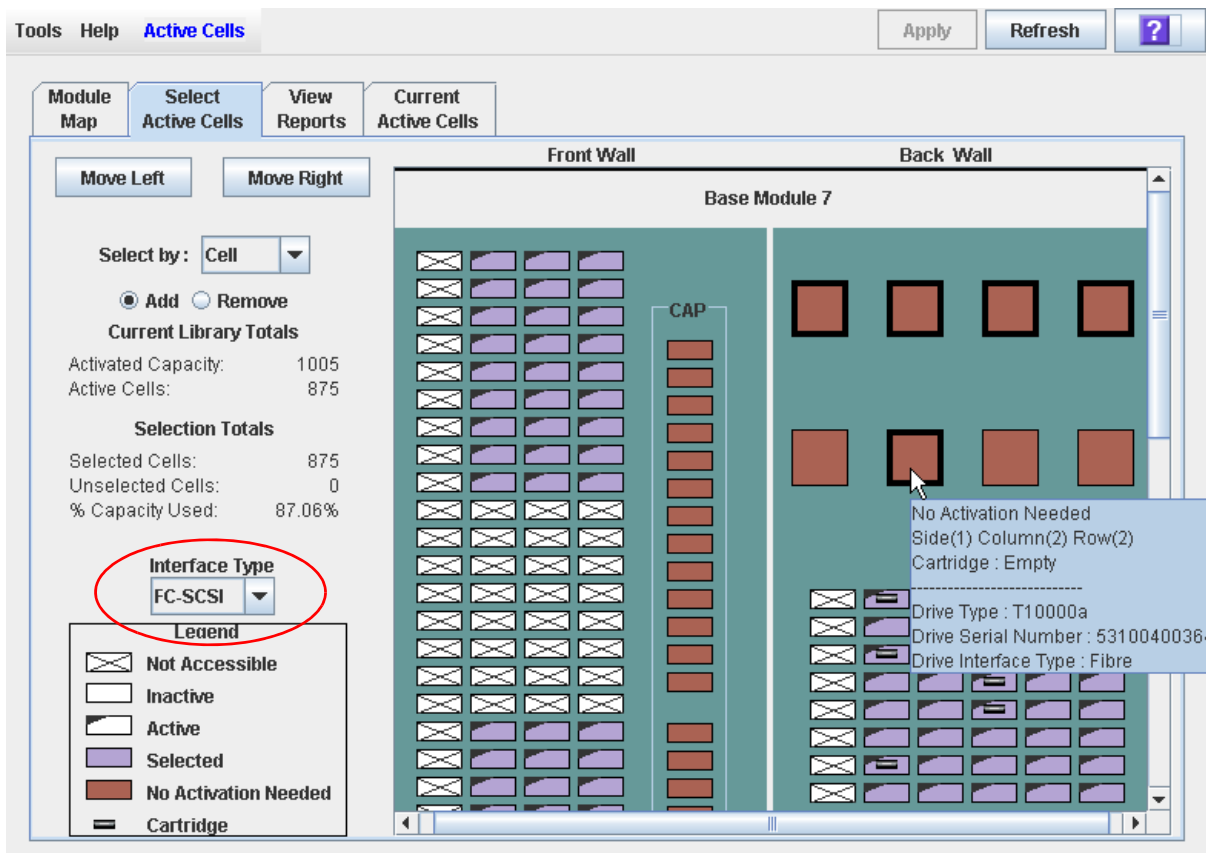 Tools Help Active Cells Apply Refresh ?
Module Map
Select Active Cells
View Reports
Current Active Cells
Move Left Move Right
Select by : Cell
Add Remove
Current Library Totals
Activated Capacity: 1005
Active Cells: 875
Selection Totals
Selected Cells: 875
Unselected Cells: 0
% Capacity Used: 87.06%
Interface Type
FC-SCSI
Legend
Not Accessible
Inactive
Active
Selected
No Activation Needed
Cartridge
Front Wall Back Wall
Base Module 7
CAP
No Activation Needed
Side(1) Column(2) Row(2)
Cartridge : Empty
---------------------------
Drive Type : T10000a
Drive Serial Number : 5310040036
Drive Interface Type : Fibre